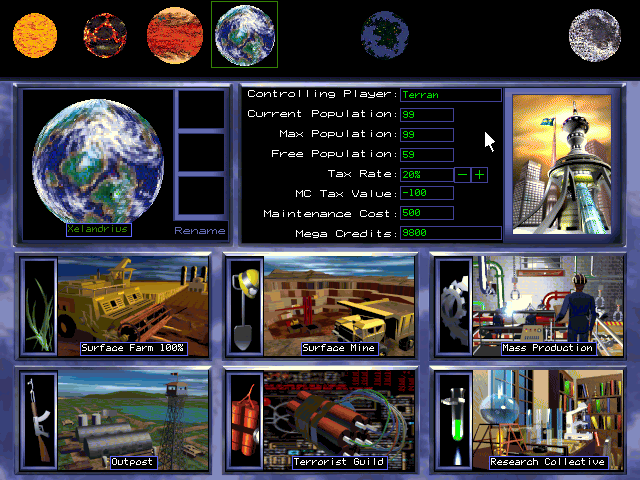 Controlling Player: Terran
Current Population: 99
Max Population: 99
Free Population: 59
Tax Rate: 20% − +
MC Tax Value: -100
Maintenance Cost: 500
Mega Credits: 9800
Xelandrius
Rename
Surface Farm 100%
Surface Mine
Mass Production
Outpost
Terrorist Guild
Research Collective